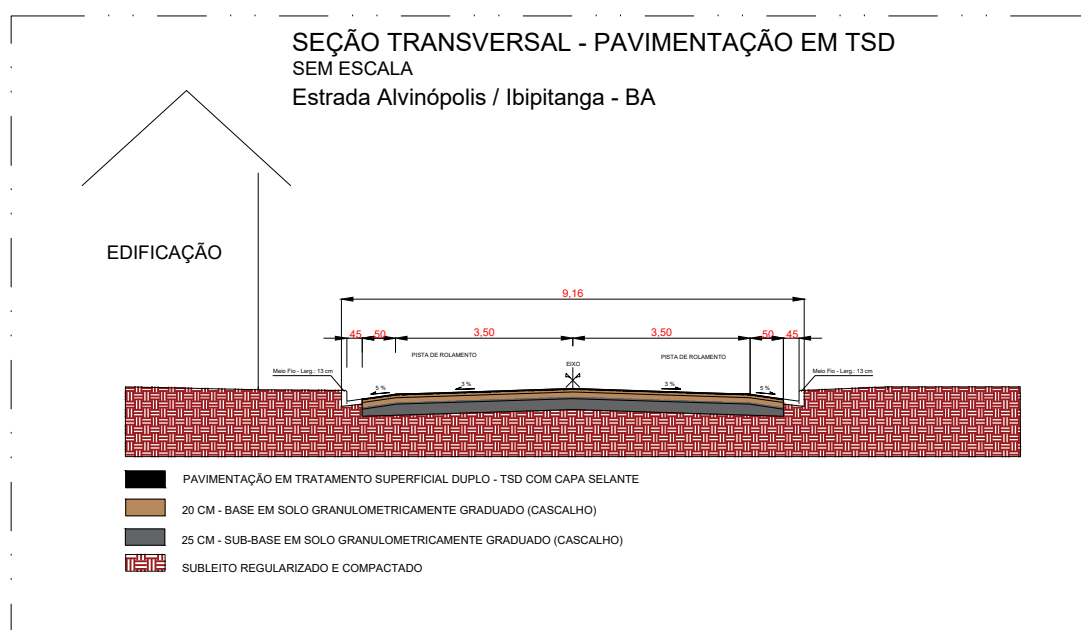 SEÇÃO TRANSVERSAL - PAVIMENTAÇÃO EM TSD
SEM ESCALA
Estrada Alvinópolis / Ibipitanga - BA
EDIFICAÇÃO
9,16
45 50 3,50 3,50 50 45
PISTA DE ROLAMENTO PISTA DE ROLAMENTO
EIXO
Meio Fio - Larg.: 13 cm Meio Fio - Larg.: 13 cm
5 % 3 % 3 % 5 %
PAVIMENTAÇÃO EM TRATAMENTO SUPERFICIAL DUPLO - TSD COM CAPA SELANTE
20 CM - BASE EM SOLO GRANULOMETRICAMENTE GRADUADO (CASCALHO)
25 CM - SUB-BASE EM SOLO GRANULOMETRICAMENTE GRADUADO (CASCALHO)
SUBLEITO REGULARIZADO E COMPACTADO